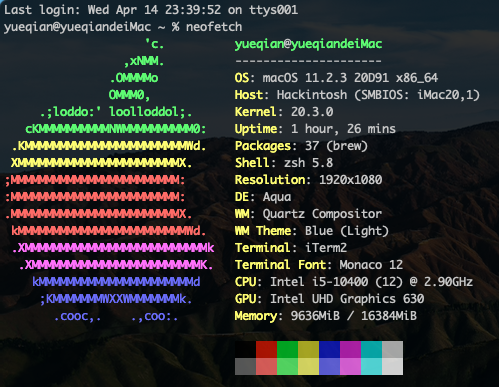 Last login: Wed Apr 14 23:39:52 on ttys001
yueqian@yueqiandeiMac ~ % neofetch
'c.
,xNMM.
.OMMMMo
OMMM0,
.;loddo:' loolloddol;.
cKMMMMMMMMMMNWMMMMMMMMMM0:
.KMMMMMMMMMMMMMMMMMMMMMMMWd.
XMMMMMMMMMMMMMMMMMMMMMMMX.
;MMMMMMMMMMMMMMMMMMMMMMMM:
:MMMMMMMMMMMMMMMMMMMMMMMM:
.MMMMMMMMMMMMMMMMMMMMMMMMX.
kMMMMMMMMMMMMMMMMMMMMMMMMWd.
.XMMMMMMMMMMMMMMMMMMMMMMMMMMk
.XMMMMMMMMMMMMMMMMMMMMMMMMK.
kMMMMMMMMMMMMMMMMMMMMMMd
;KMMMMMMMWXXWMMMMMMMk.
.cooc,. .,coo:.
yueqian@yueqiandeiMac
---------------------
OS: macOS 11.2.3 20D91 x86_64
Host: Hackintosh (SMBIOS: iMac20,1)
Kernel: 20.3.0
Uptime: 1 hour, 26 mins
Packages: 37 (brew)
Shell: zsh 5.8
Resolution: 1920x1080
DE: Aqua
WM: Quartz Compositor
WM Theme: Blue (Light)
Terminal: iTerm2
Terminal Font: Monaco 12
CPU: Intel i5-10400 (12) @ 2.90GHz
GPU: Intel UHD Graphics 630
Memory: 9636MiB / 16384MiB